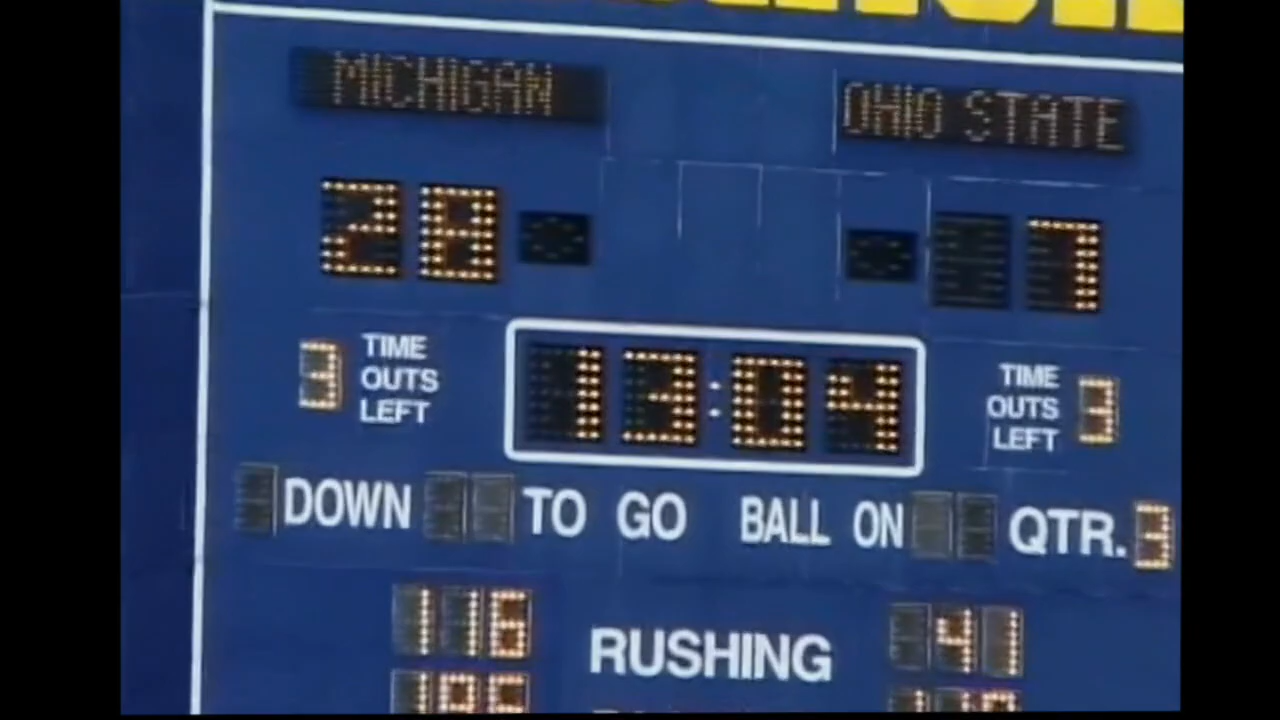 MICHIGAN OHIO STATE
28 7
3 TIME OUTS LEFT 13:04 TIME OUTS LEFT 3
DOWN TO GO BALL ON QTR. 3
116 RUSHING 41